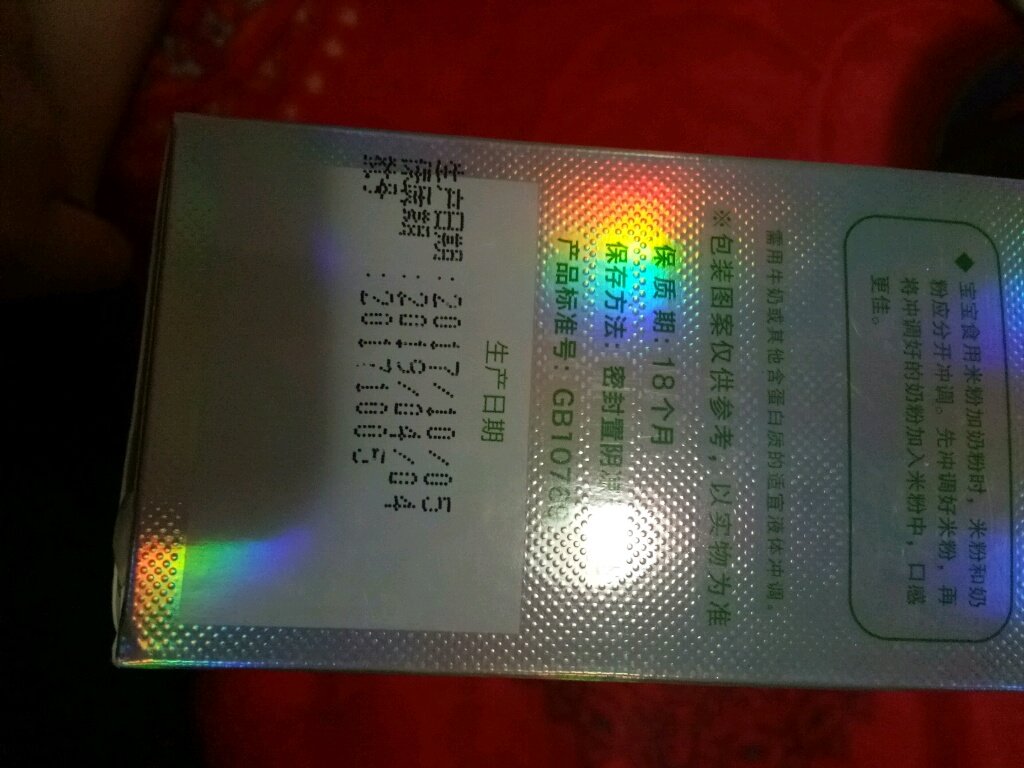 ◆宝宝食用米粉加奶粉时，米粉和奶
粉应分开冲调。先冲调好米粉，再
将冲调好的奶粉加入米粉中，口感
更佳。
需用牛奶或其他含蛋白质的适宜液体冲调。
※包装图案仅供参考，以实物为准
保质期：18个月
保存方法：密封置阴
产品标准号：GB1076
生产日期
生产日期：2017/10/05
保质期：2019/04/04
20171005